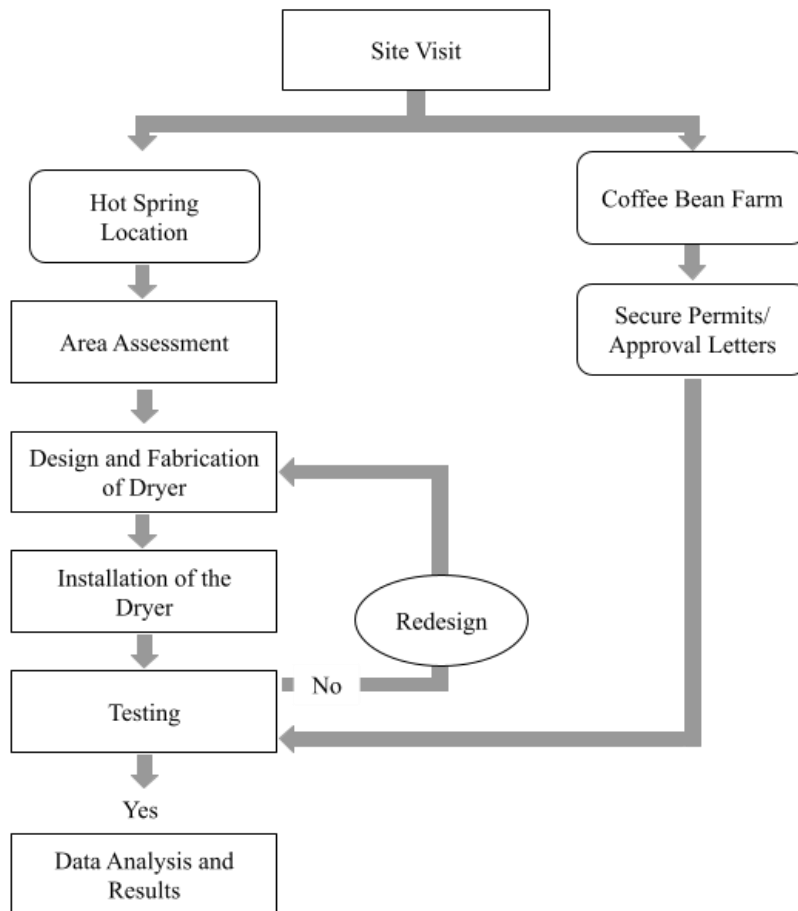 Site Visit
Hot Spring
Location
Coffee Bean Farm
Area Assessment
Secure Permits/
Approval Letters
Design and Fabrication
of Dryer
Installation of the
Dryer
Redesign
No
Testing
Yes
Data Analysis and
Results